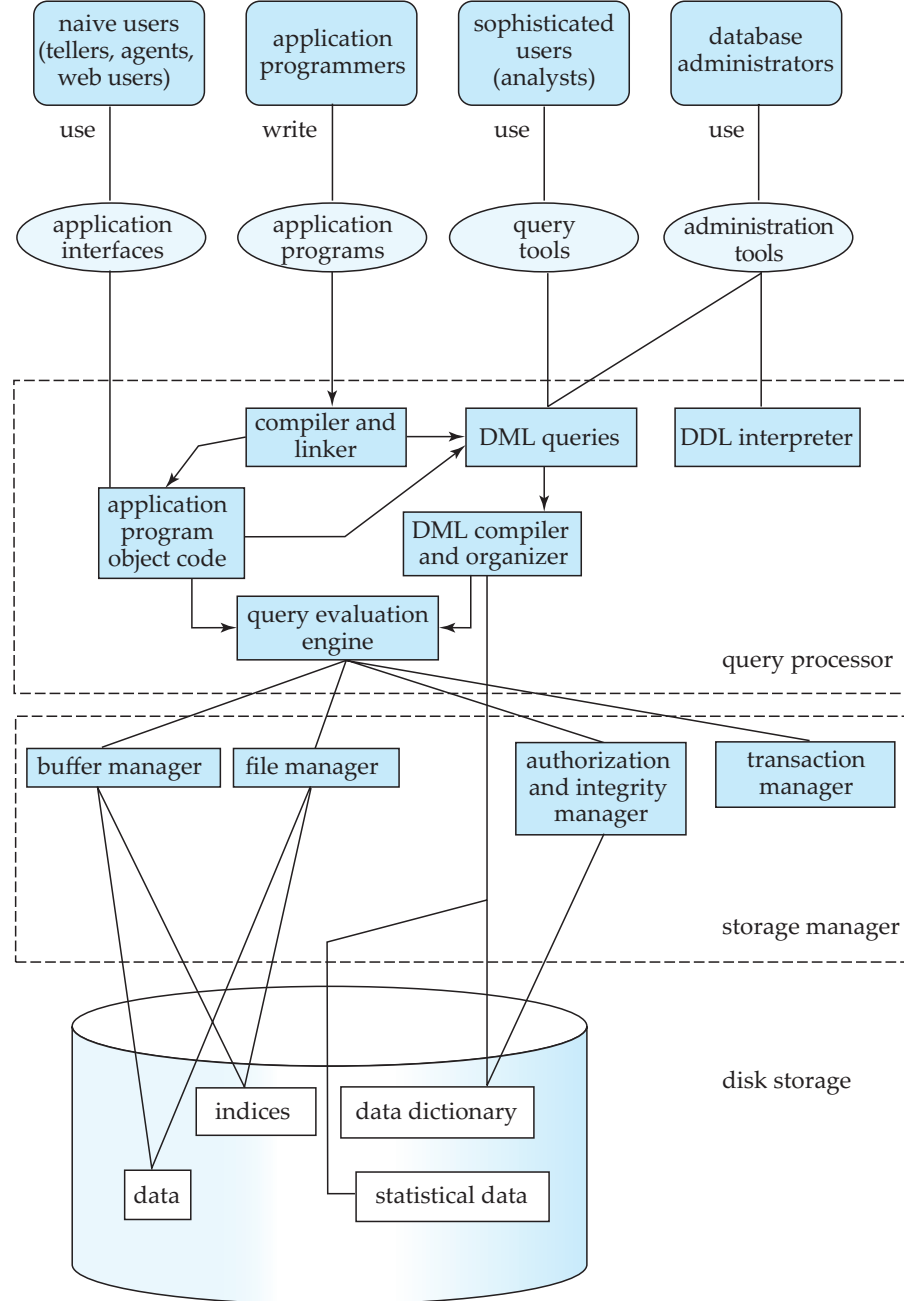 naive users
(tellers, agents,
web users)
application
programmers
sophisticated
users
(analysts)
database
administrators
use
write
use
use
application
interfaces
application
programs
query
tools
administration
tools
compiler and
linker
DML queries
DDL interpreter
application
program
object code
DML compiler
and organizer
query evaluation
engine
query processor
buffer manager
file manager
authorization
and integrity
manager
transaction
manager
storage manager
disk storage
indices
data dictionary
data
statistical data